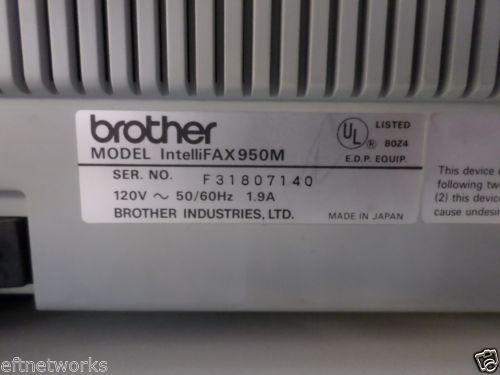 brother
MODEL IntelliFAX950M
SER. NO. F31807140
120V ~ 50/60Hz 1.9A
BROTHER INDUSTRIES, LTD.
MADE IN JAPAN
UL ® LISTED
80Z4
E.D.P. EQUIP.
This device
following tw
(2) this device
cause undesi
eftnetworks